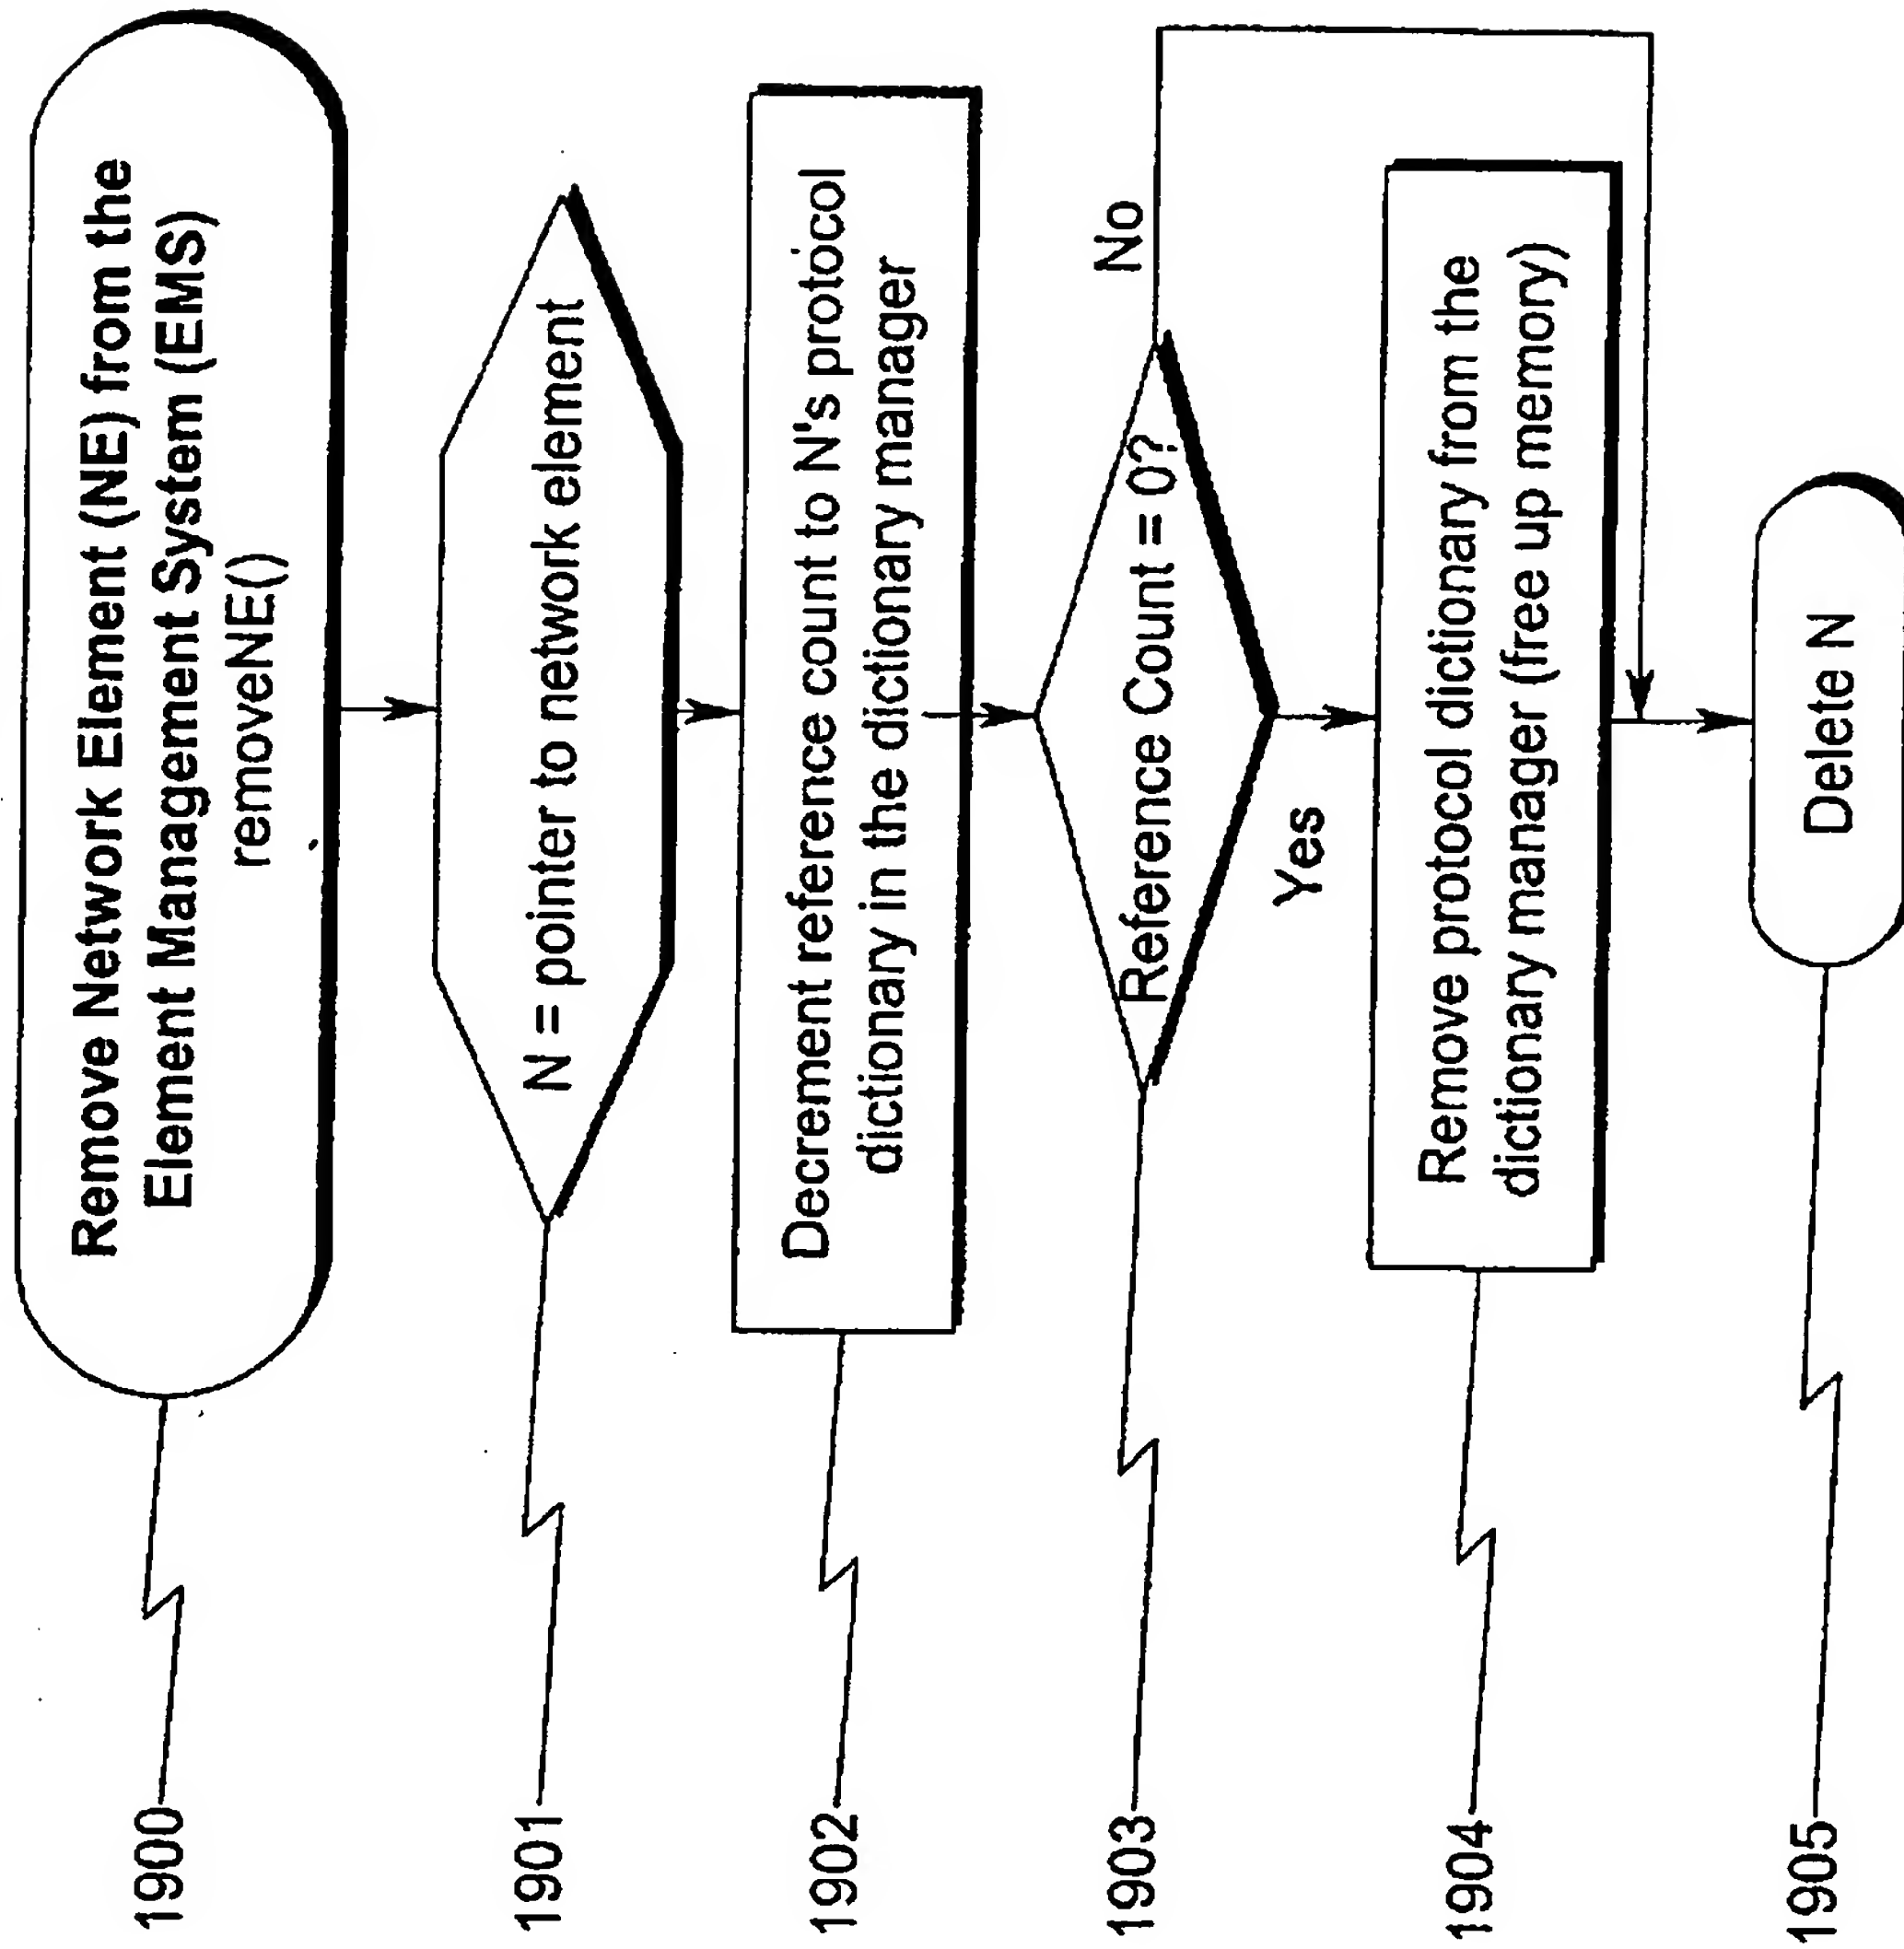 1900
Remove Network Element (NE) from the
Element Management System (EMS)
removeNE()
1901
N = pointer to network element
1902
Decrement reference count to N's protocol
dictionary in the dictionary manager
1903
Reference Count = 0?
No
Yes
1904
Remove protocol dictionary from the
dictionary manager (free up memory)
1905
Delete N